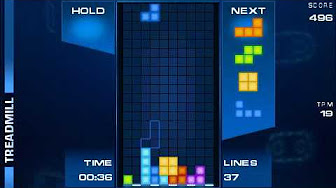 HOLD
NEXT
SCORE
496
TPM
19
TREADMILL
TIME
00:36
LINES
37